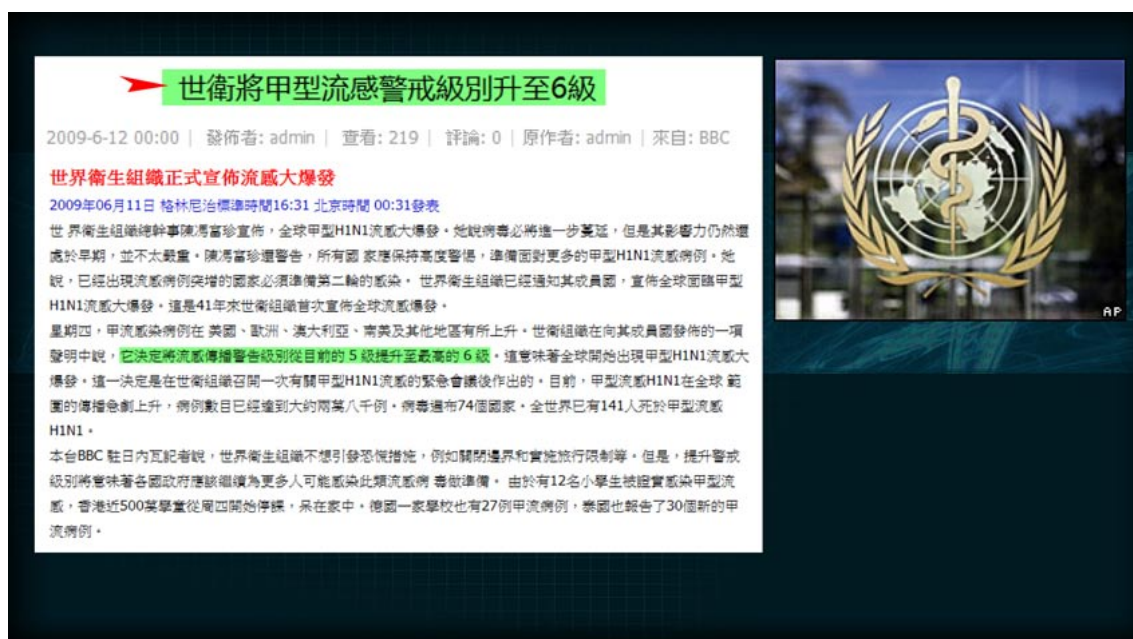 世衛將甲型流感警戒級別升至6級
2009-6-12 00:00 | 發佈者: admin | 查看: 219 | 評論: 0 | 原作者: admin | 來自: BBC
世界衛生組織正式宣佈流感大爆發
2009年06月11日 格林尼治標準時間16:31 北京時間 00:31發表
世 界衛生組織總幹事陳馮富珍宣佈，全球甲型H1N1流感大爆發。她說病毒必將進一步蔓延，但是其影響力仍然還
處於早期，並不太嚴重。陳馮富珍還警告，所有國 家應保持高度警惕，準備面對更多的甲型H1N1流感病例。她
說，已經出現流感病例突增的國家必須準備第二輪的感染。 世界衛生組織已經通知其成員國，宣佈全球面臨甲型
H1N1流感大爆發。這是41年來世衛組織首次宣佈全球流感爆發。
星期四，甲流感染病例在 美國、歐洲、澳大利亞、南美及其他地區有所上升。世衛組織在向其成員國發佈的一項
聲明中說，它決定將流感傳播警告級別從目前的 5 級提升至最高的 6 級。這意味著全球開始出現甲型H1N1流感大
爆發。這一決定是在世衛組織召開一次有關甲型H1N1流感的緊急會議後作出的。目前，甲型流感H1N1在全球 範
圍的傳播急劇上升，病例數目已經達到大約兩萬八千例。病毒遍布74個國家。全世界已有141人死於甲型流感
H1N1。
本台BBC 駐日內瓦記者說，世界衛生組織不想引發恐慌措施，例如關閉邊界和實施旅行限制等。但是，提升警戒
級別將意味著各國政府應該繼續為更多人可能感染此類流感病 毒做準備。 由於有12名小學生被證實感染甲型流
感，香港近500萬學童從周四開始停課，呆在家中。德國一家學校也有27例甲流病例，泰國也報告了30個新的甲
流病例。
AP